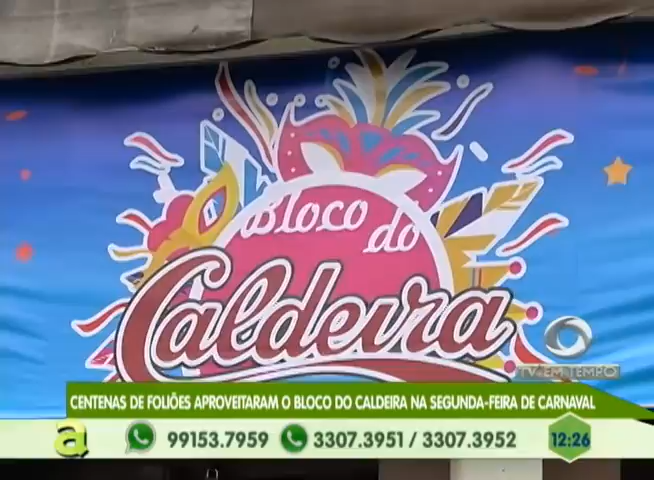 Bloco do
Caldeira
TV EM TEMPO
CENTENAS DE FOLIÕES APROVEITARAM O BLOCO DO CALDEIRA NA SEGUNDA-FEIRA DE CARNAVAL
a 99153.7959 3307.3951 / 3307.3952 12:26